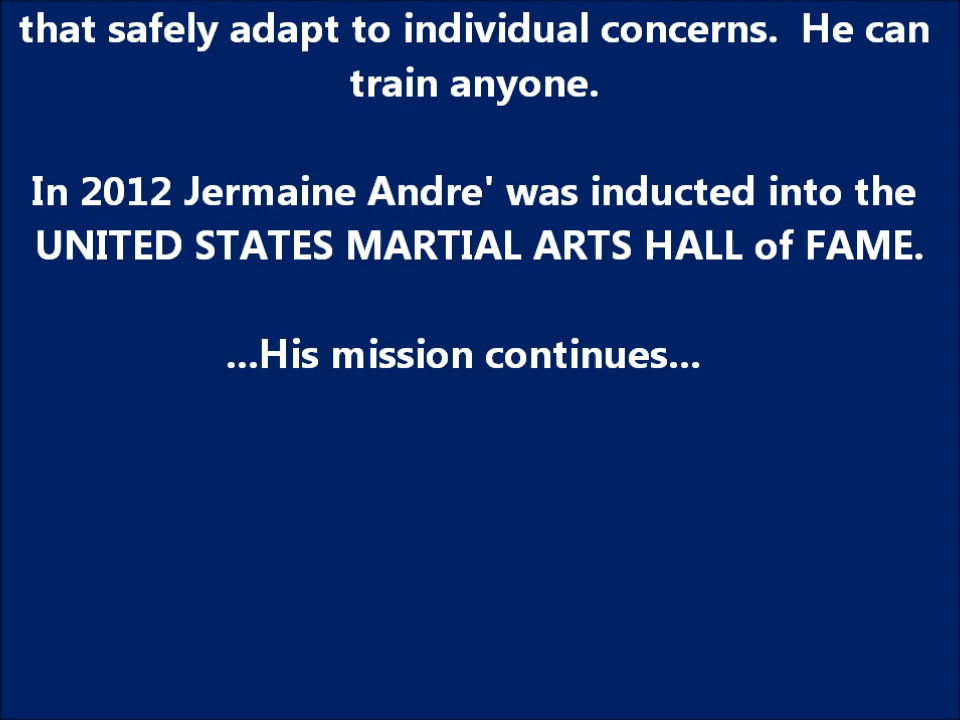 that safely adapt to individual concerns.  He can
train anyone.
In 2012 Jermaine Andre' was inducted into the
UNITED STATES MARTIAL ARTS HALL of FAME.
...His mission continues...